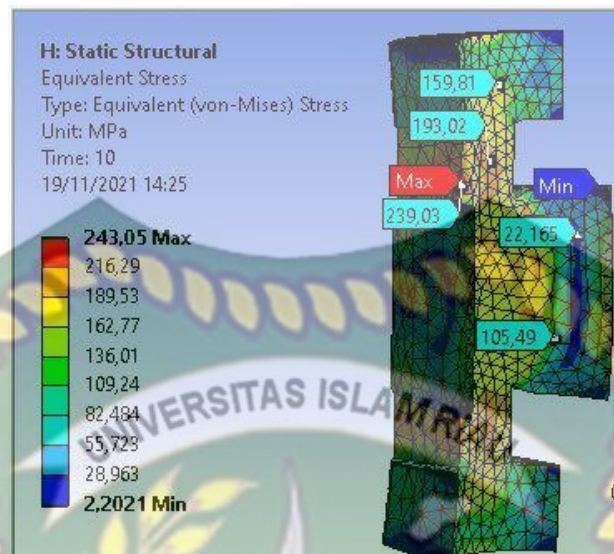 H: Static Structural
Equivalent Stress
Type: Equivalent (von-Mises) Stress
Unit: MPa
Time: 10
19/11/2021 14:25
243,05 Max
216,29
189,53
162,77
136,01
109,24
82,484
55,723
28,963
2,2021 Min
159,81
193,02
Max
Min
239,03
22,165
105,49
UNIVERSITAS ISLAM RIAU